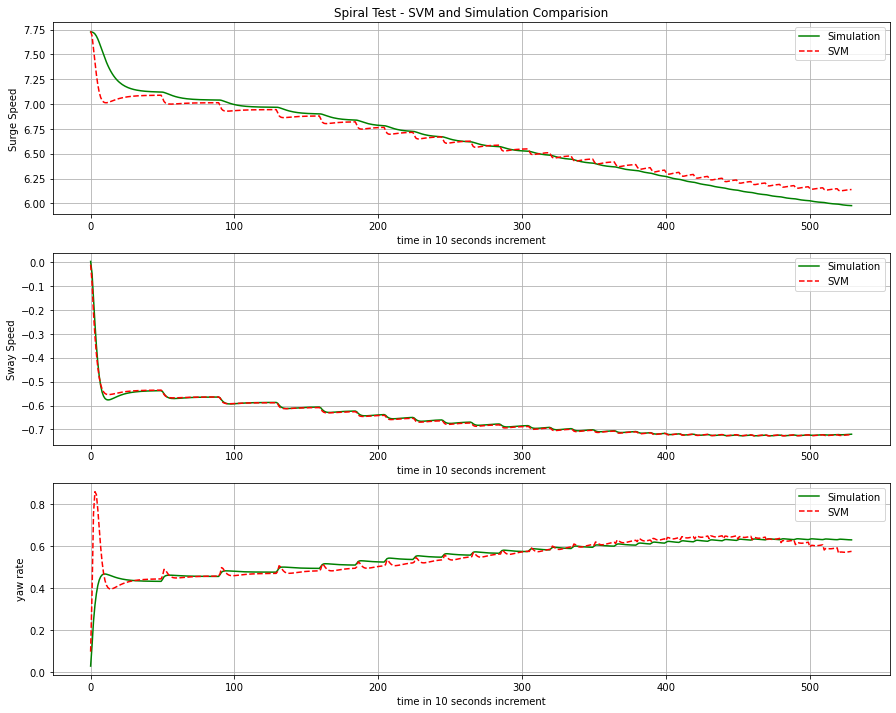 Spiral Test - SVM and Simulation Comparision
Surge Speed
7.75
7.50
7.25
7.00
6.75
6.50
6.25
6.00
Simulation
SVM
0 100 200 300 400 500
time in 10 seconds increment
Sway Speed
0.0
−0.1
−0.2
−0.3
−0.4
−0.5
−0.6
−0.7
Simulation
SVM
0 100 200 300 400 500
time in 10 seconds increment
yaw rate
0.8
0.6
0.4
0.2
0.0
Simulation
SVM
0 100 200 300 400 500
time in 10 seconds increment